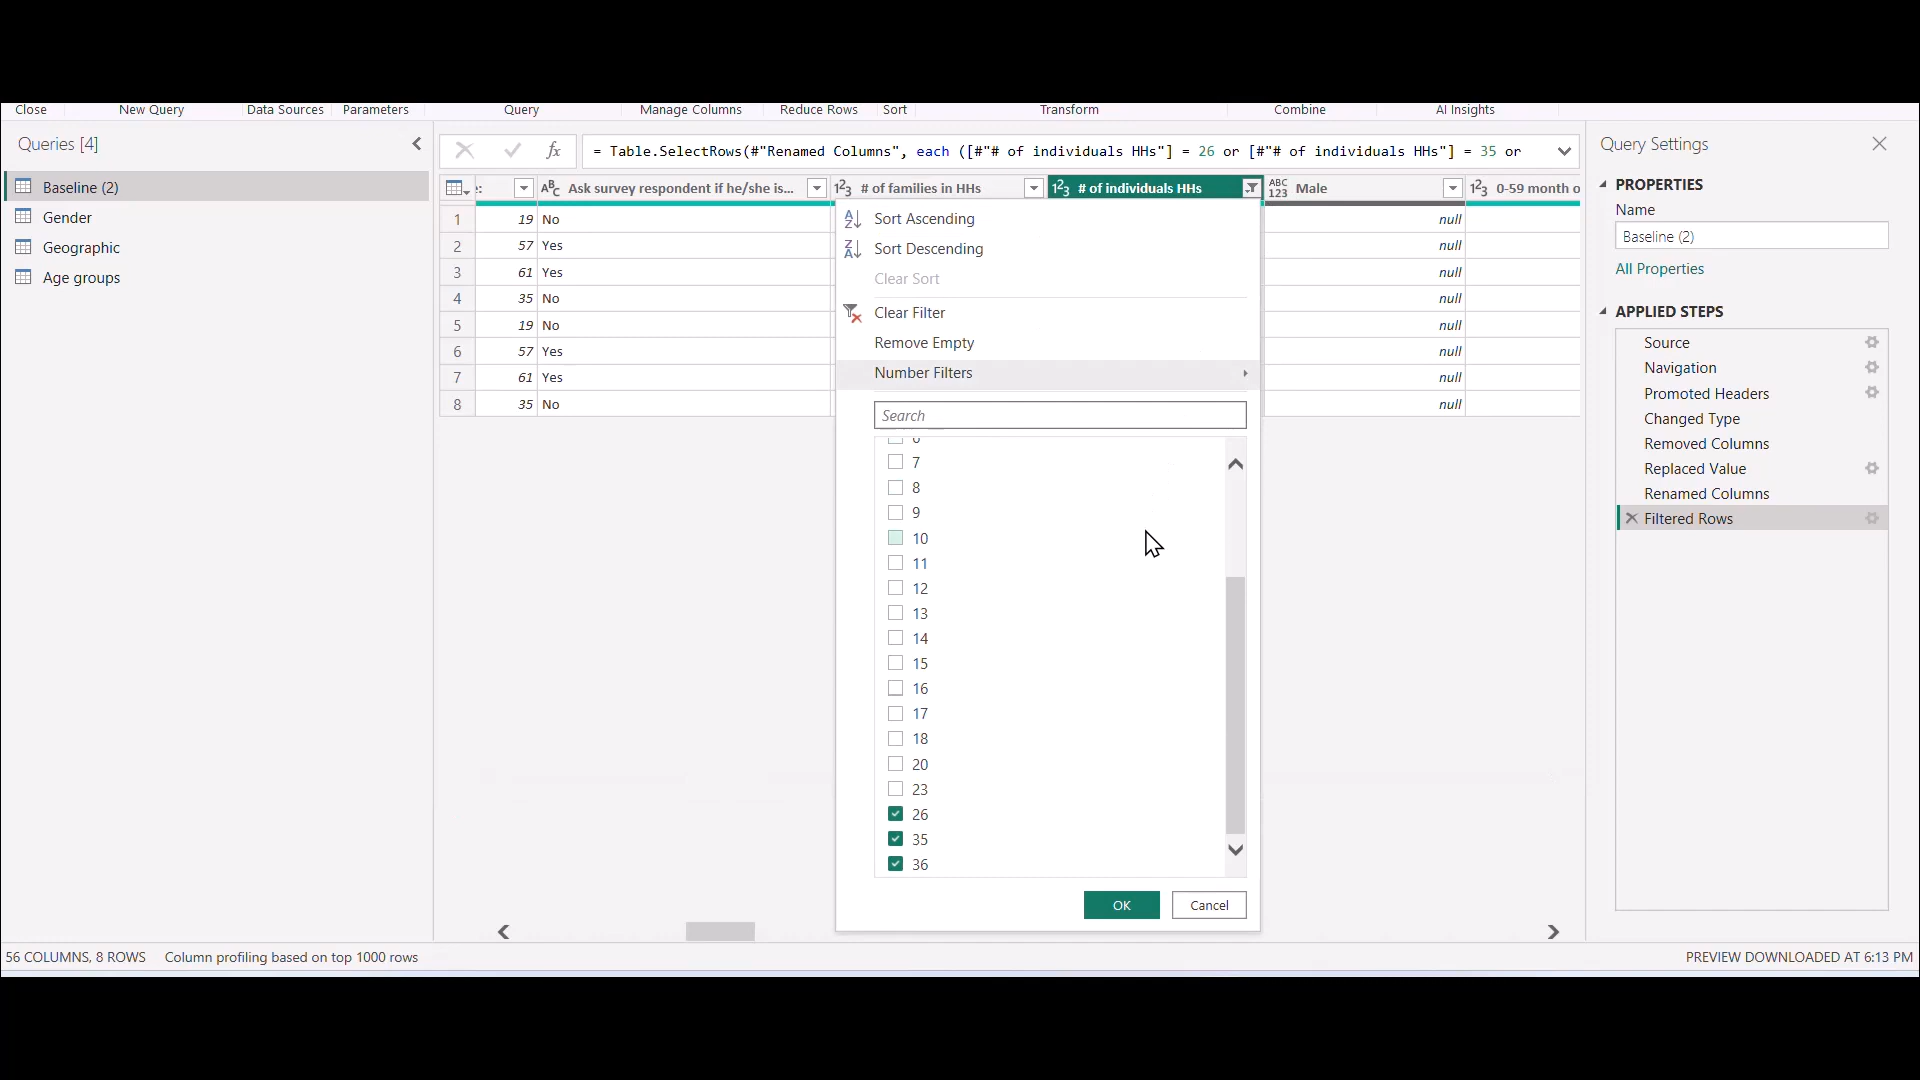 Close New Query Data Sources Parameters Query Manage Columns Reduce Rows Sort Transform Combine AI Insights
Queries [4]
Baseline (2)
Gender
Geographic
Age groups
fx = Table.SelectRows(#"Renamed Columns", each ([#"# of individuals HHs"] = 26 or [#"# of individuals HHs"] = 35 or
ABC Ask survey respondent if he/she is... 123 # of families in HHs 123 # of individuals HHs ABC 123 Male 123 0-59 month o
1 19 No null
2 57 Yes null
3 61 Yes null
4 35 No null
5 19 No null
6 57 Yes null
7 61 Yes null
8 35 No null
Sort Ascending
Sort Descending
Clear Sort
Clear Filter
Remove Empty
Number Filters
Search
6
7
8
9
10
11
12
13
14
15
16
17
18
20
23
26
35
36
OK Cancel
Query Settings
PROPERTIES
Name
Baseline (2)
All Properties
APPLIED STEPS
Source
Navigation
Promoted Headers
Changed Type
Removed Columns
Replaced Value
Renamed Columns
Filtered Rows
56 COLUMNS, 8 ROWS Column profiling based on top 1000 rows PREVIEW DOWNLOADED AT 6:13 PM